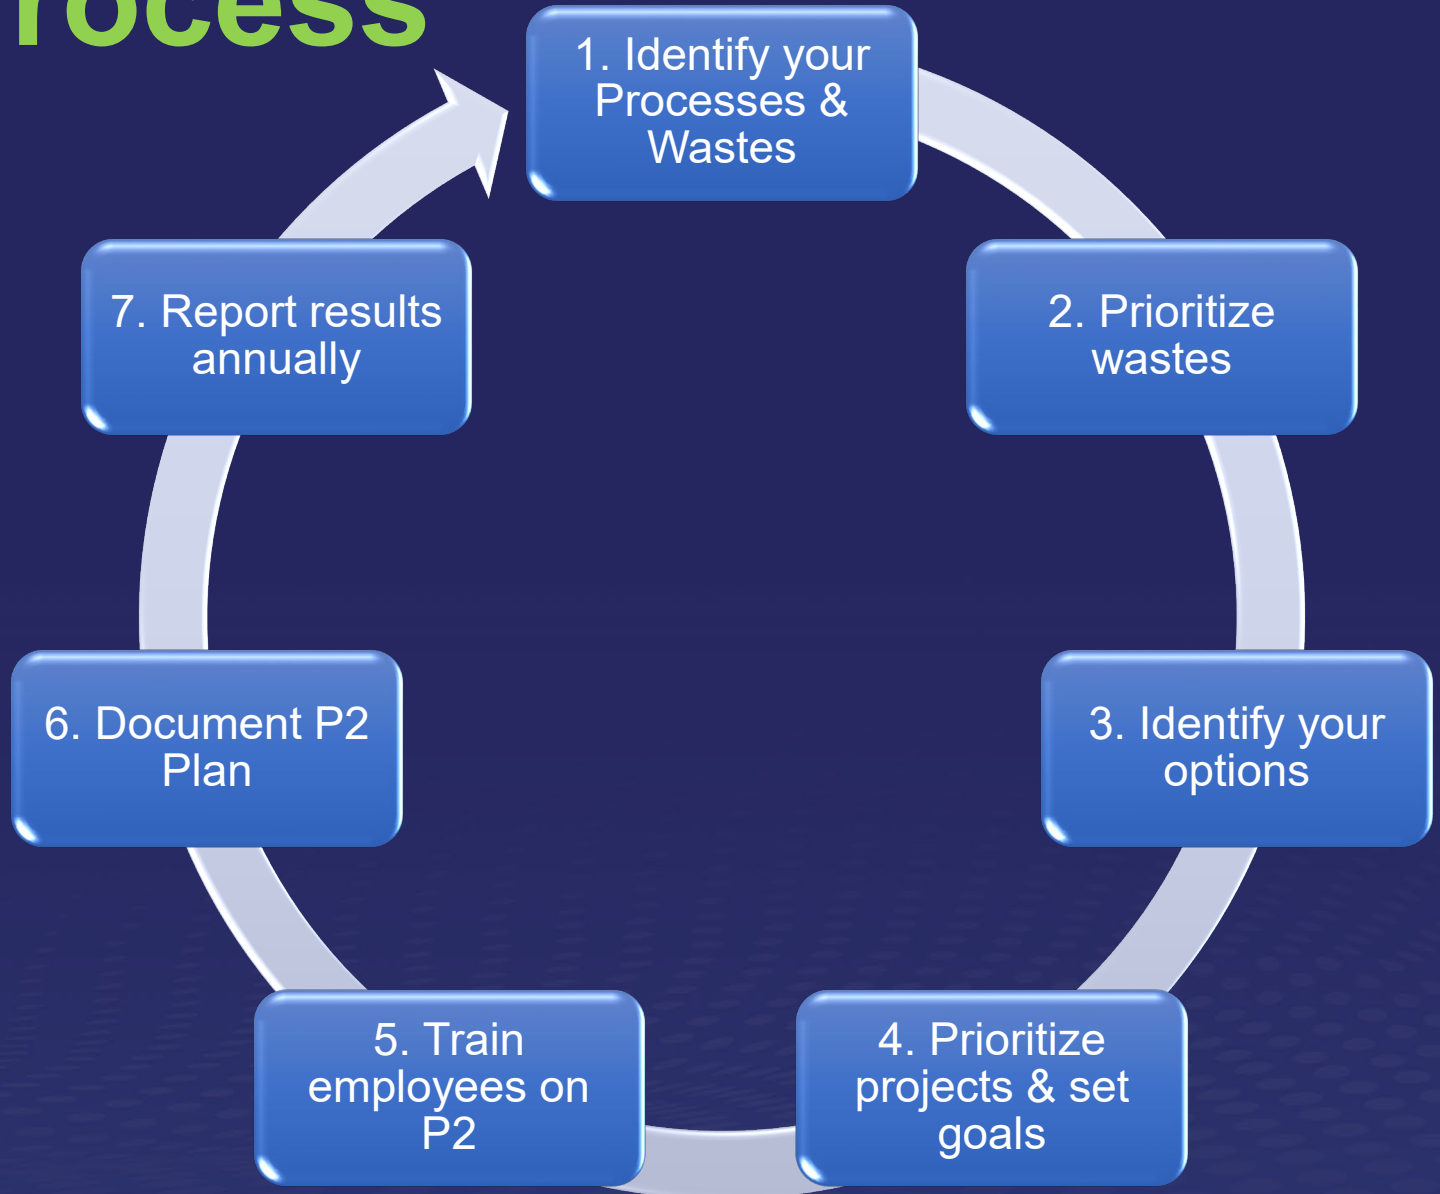 rocess
1. Identify your
Processes &
Wastes
2. Prioritize
wastes
3. Identify your
options
4. Prioritize
projects & set
goals
5. Train
employees on
P2
6. Document P2
Plan
7. Report results
annually